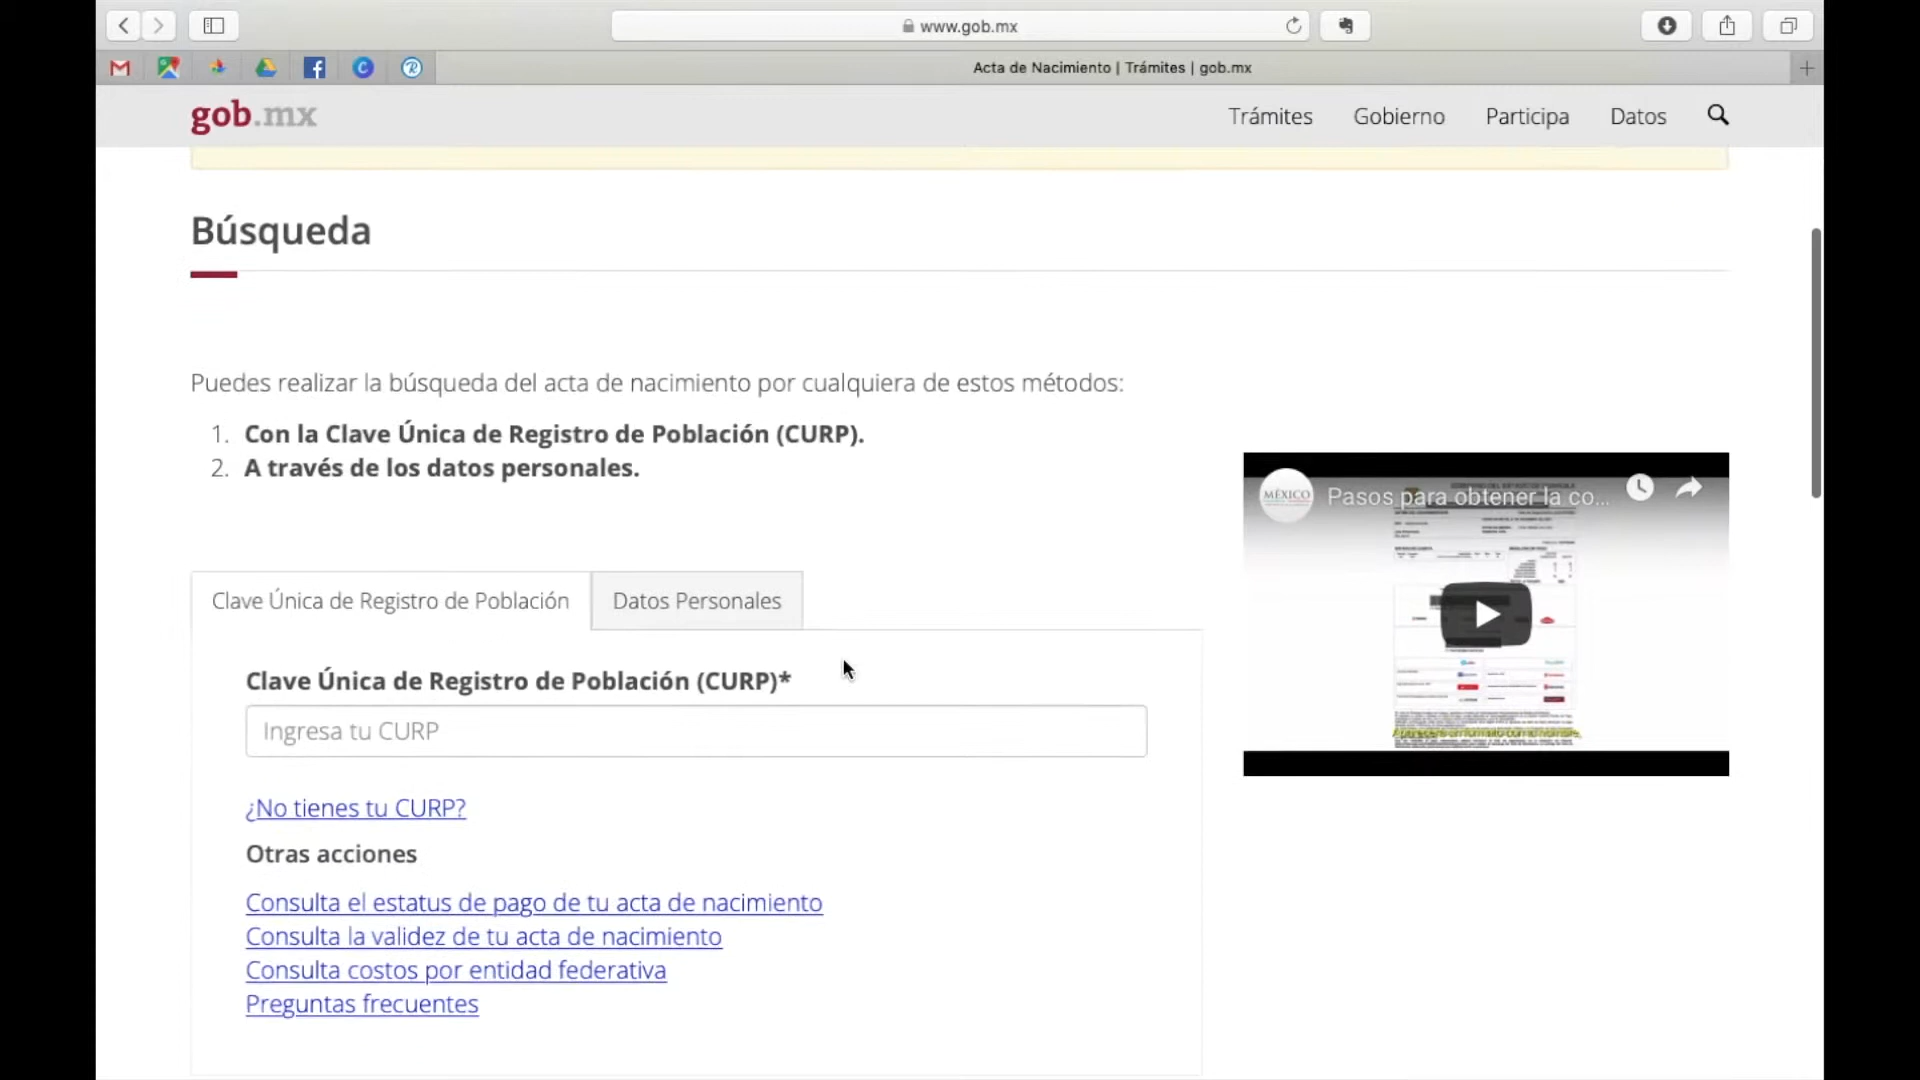 www.gob.mx
Acta de Nacimiento | Trámites | gob.mx
gob.mx
Trámites
Gobierno
Participa
Datos
Búsqueda
Puedes realizar la búsqueda del acta de nacimiento por cualquiera de estos métodos:
1. Con la Clave Única de Registro de Población (CURP).
2. A través de los datos personales.
MÉXICO
Pasos para obtener la co...
Clave Única de Registro de Población
Datos Personales
Clave Única de Registro de Población (CURP)*
Ingresa tu CURP
¿No tienes tu CURP?
Otras acciones
Consulta el estatus de pago de tu acta de nacimiento
Consulta la validez de tu acta de nacimiento
Consulta costos por entidad federativa
Preguntas frecuentes